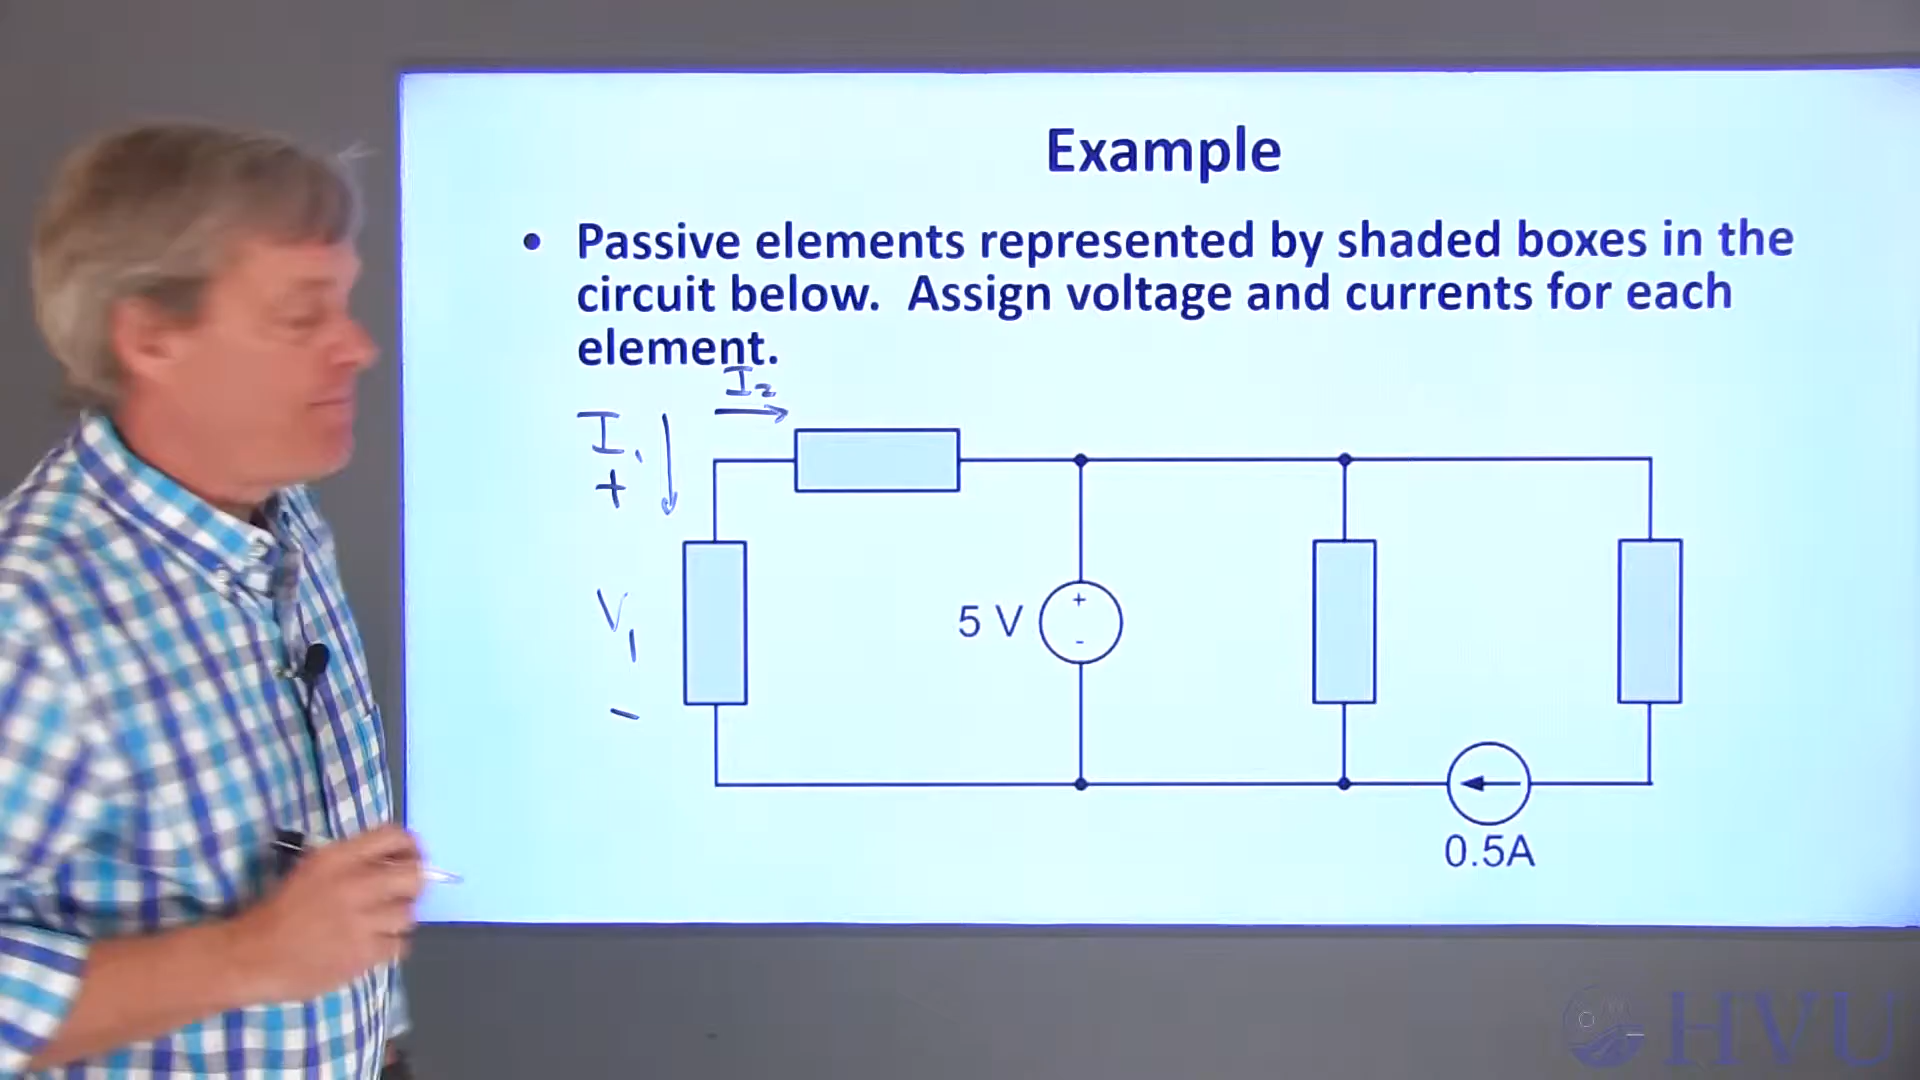 Example
• Passive elements represented by shaded boxes in the
circuit below. Assign voltage and currents for each
element.
I₂
I₁
+
V₁
-
5 V
+
-
0.5A
HVU